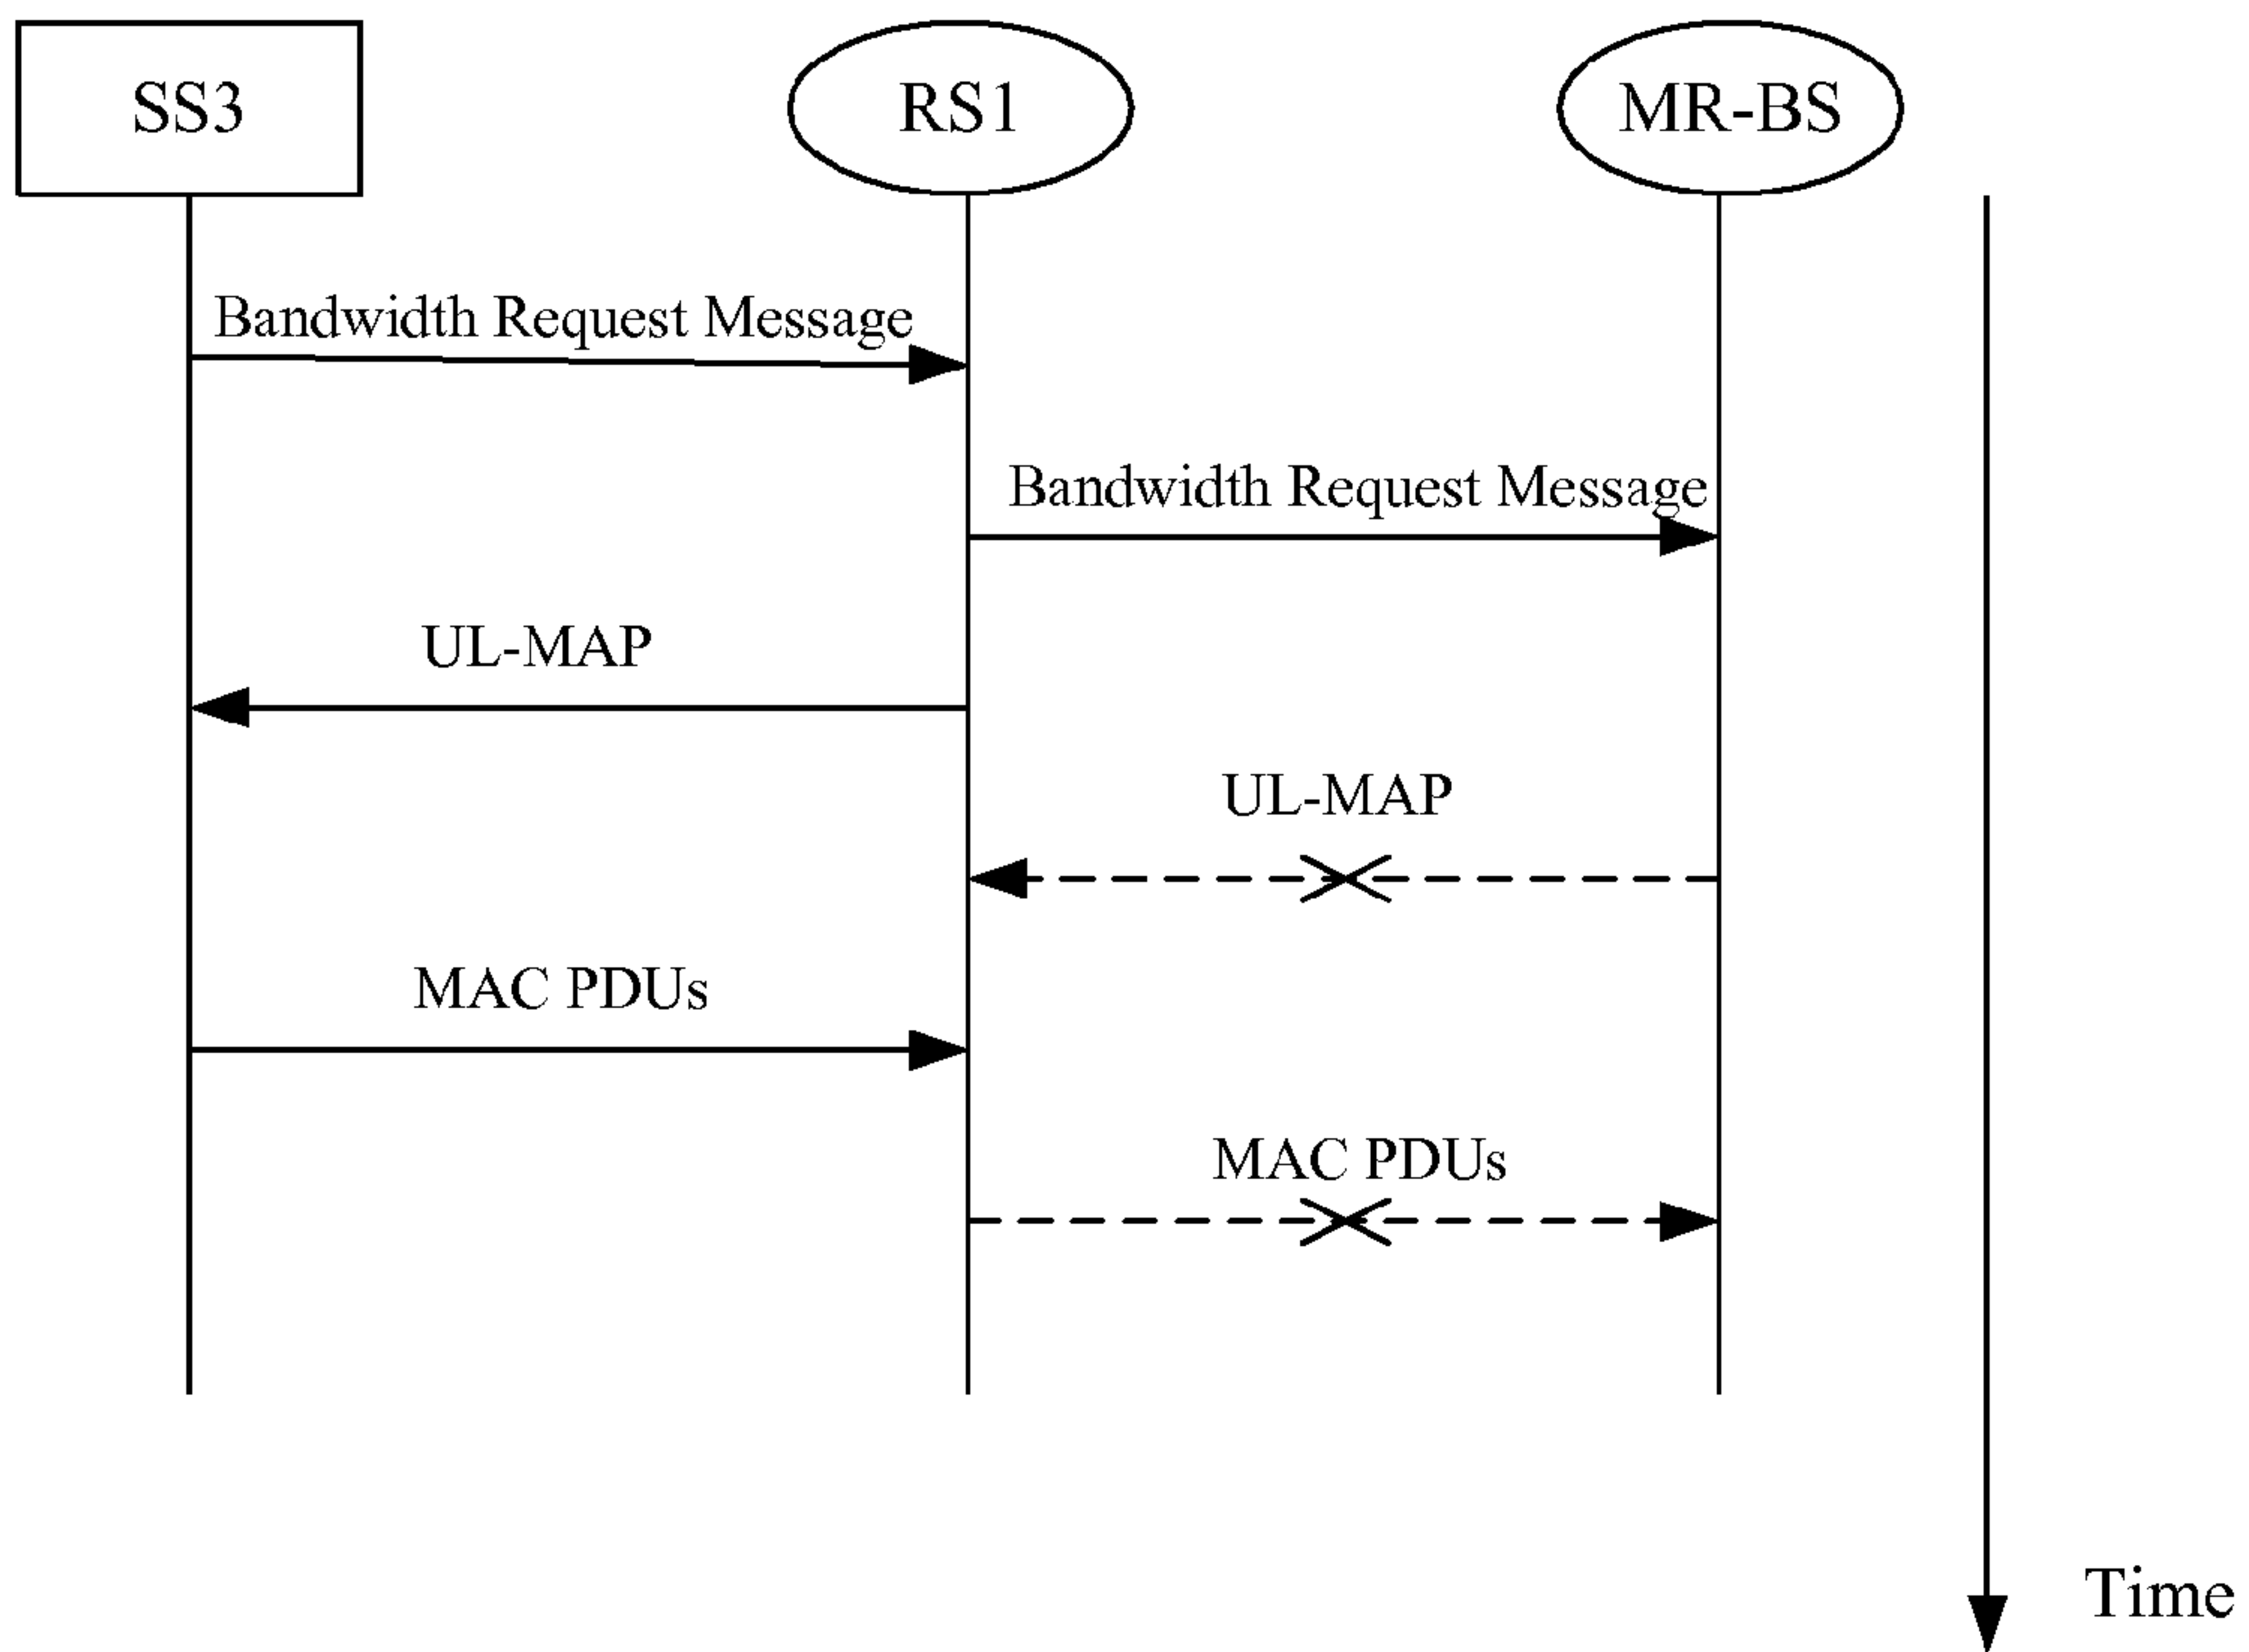 SS3
RS1
MR-BS
Bandwidth Request Message
Bandwidth Request Message
UL-MAP
UL-MAP
MAC PDUs
MAC PDUs
Time